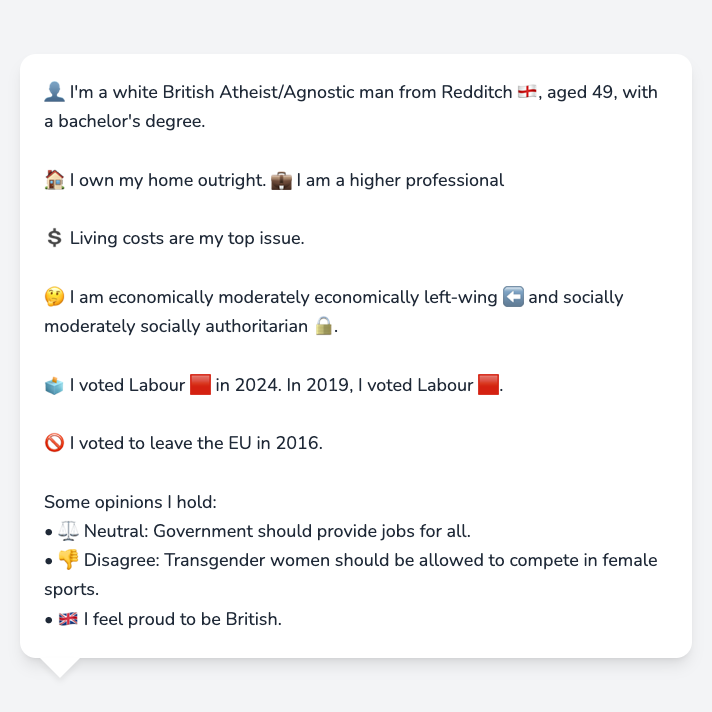 👤 I'm a white British Atheist/Agnostic man from Redditch 🏴󠁧󠁢󠁥󠁮󠁧󠁿, aged 49, with
a bachelor's degree.
🏠 I own my home outright. 💼 I am a higher professional
💲 Living costs are my top issue.
🤔 I am economically moderately economically left-wing ⬅️ and socially
moderately socially authoritarian 🔒.
🗳️ I voted Labour 🟥 in 2024. In 2019, I voted Labour 🟥.
🚫 I voted to leave the EU in 2016.
Some opinions I hold:
• ⚖️ Neutral: Government should provide jobs for all.
• 👎 Disagree: Transgender women should be allowed to compete in female
sports.
• 🇬🇧 I feel proud to be British.